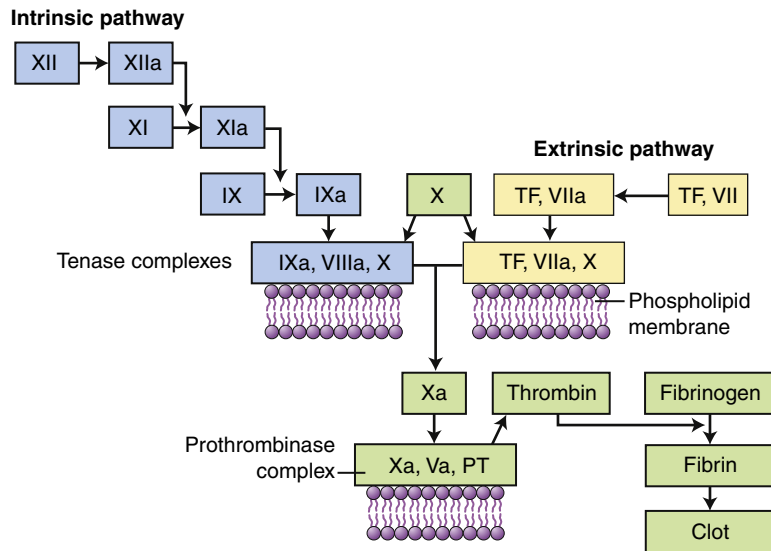 Intrinsic pathway
XII
XIIa
XI
XIa
Extrinsic pathway
IX
IXa
X
TF, VIIa
TF, VII
Tenase complexes
IXa, VIIIa, X
TF, VIIa, X
Phospholipid
membrane
Xa
Thrombin
Fibrinogen
Prothrombinase
complex
Xa, Va, PT
Fibrin
Clot